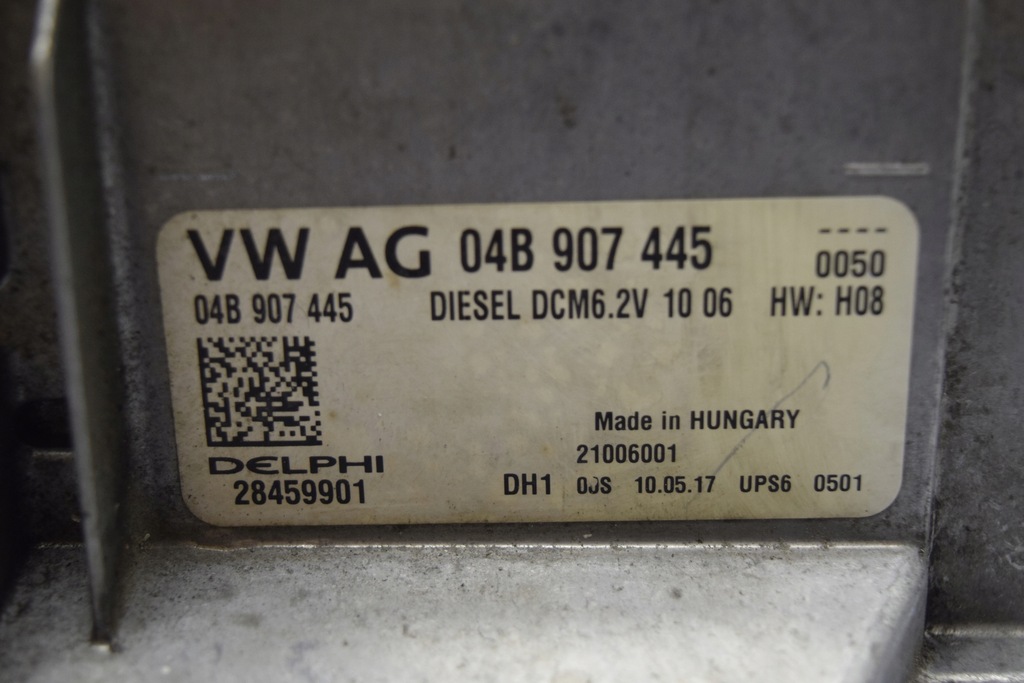 VW AG 04B 907 445 ----
0050
04B 907 445 DIESEL DCM6.2V 10 06 HW: H08
Made in HUNGARY
DELPHI 21006001
28459901 DH1 00S 10.05.17 UPS6 0501